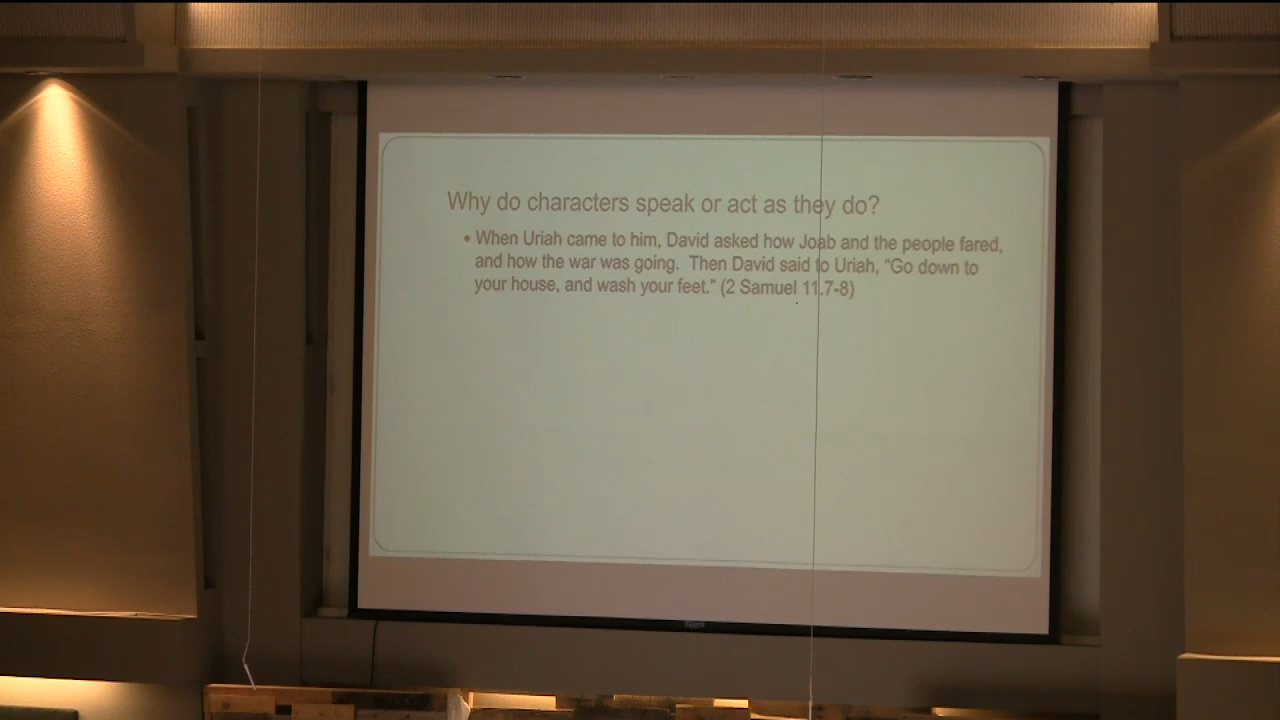 Why do characters speak or act as they do?
• When Uriah came to him, David asked how Joab and the people fared,
and how the war was going. Then David said to Uriah, “Go down to
your house, and wash your feet.” (2 Samuel 11.7-8)